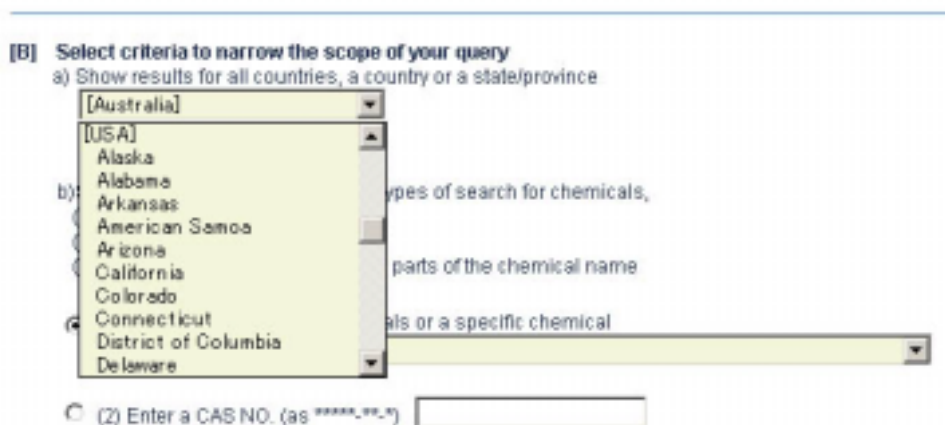 [B] Select criteria to narrow the scope of your query
a) Show results for all countries, a country or a state/province
[Australia]
[USA]
Alaska
Alabama
b) ypes of search for chemicals,
Arkansas
American Samoa
Arizona
California
parts of the chemical name
Colorado
Connecticut
als or a specific chemical
District of Columbia
Delaware
(2) Enter a CAS NO. (as *****-**-*)